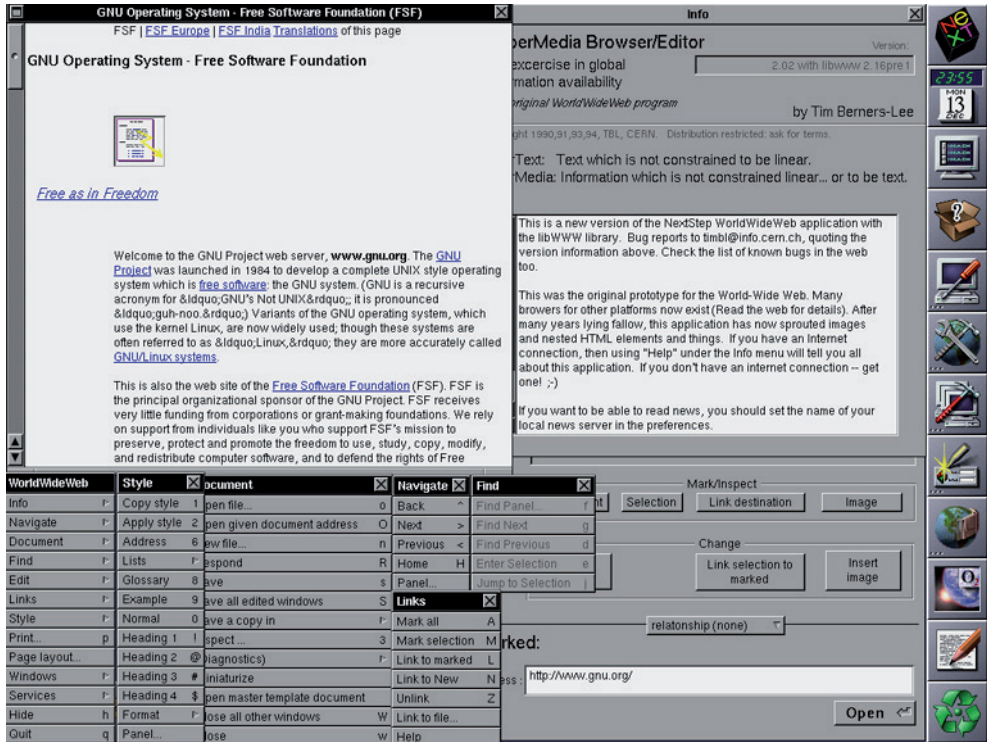 GNU Operating System - Free Software Foundation (FSF)
FSF | FSF Europe | FSF India Translations of this page
GNU Operating System - Free Software Foundation
Free as in Freedom
Welcome to the GNU Project web server, www.gnu.org. The GNU
Project was launched in 1984 to develop a complete UNIX style operating
system which is free software: the GNU system. (GNU is a recursive
acronym for &ldquo;GNU's Not UNIX&rdquo;; it is pronounced
&ldquo;guh-noo.&rdquo;) Variants of the GNU operating system, which
use the kernel Linux, are now widely used; though these systems are
often referred to as &ldquo;Linux,&rdquo; they are more accurately called
GNU/Linux systems.
This is also the web site of the Free Software Foundation (FSF). FSF is
the principal organizational sponsor of the GNU Project. FSF receives
very little funding from corporations or grant-making foundations. We rely
on support from individuals like you who support FSF's mission to
preserve, protect and promote the freedom to use, study, copy, modify,
and redistribute computer software, and to defend the rights of Free
Info
perMedia Browser/Editor
Version:
excercise in global
2.02 with libwww 2.16pre1
mation availability
original WorldWideWeb program
by Tim Berners-Lee
ght 1990,91,93,94, TBL, CERN. Distribution restricted: ask for terms.
rText: Text which is not constrained to be linear.
rMedia: Information which is not constrained linear... or to be text.
This is a new version of the NextStep WorldWideWeb application with
the libWWW library. Bug reports to timbl@info.cern.ch, quoting the
version information above. Check the list of known bugs in the web
too.
This was the original prototype for the World-Wide Web. Many
browsers for other platforms now exist (Read the web for details). After
many years lying fallow, this application has now sprouted images
and nested HTML elements and things. If you have an Internet
connection, then using "Help" under the Info menu will tell you all
about this application. If you don't have an internet connection -- get
one! ;-)
If you want to be able to read news, you should set the name of your
local news server in the preferences.
NeXT
23:55
MON
13
DEC
WorldWideWeb
Info
Navigate
Document
Find
Edit
Links
Style
Print... p
Page layout...
Windows
Services
Hide h
Quit q
Style
Copy style 1
Apply style 2
Address 6
Lists
Glossary 8
Example 9
Normal 0
Heading 1 !
Heading 2 @
Heading 3 #
Heading 4 $
Format
Panel...
ocument
pen file... o
pen given document address O
ew file... n
espond R
ave s
ave all edited windows S
ave a copy in
spect ... 3
iagnostics)
iniaturize
pen master template document
lose all other windows W
lose w
Navigate
Back ^
Next >
Previous <
Home H
Panel...
Find
Find Panel... f
Find Next g
Find Previous d
Enter Selection e
Jump to Selection j
Links
Mark all A
Mark selection M
Link to marked L
Link to New N
Unlink Z
Link to file...
Help
Mark/Inspect
nt
Selection
Link destination
Image
Change
Link selection to
marked
Insert
image
relatonship (none)
rked:
ess :
http://www.gnu.org/
Open